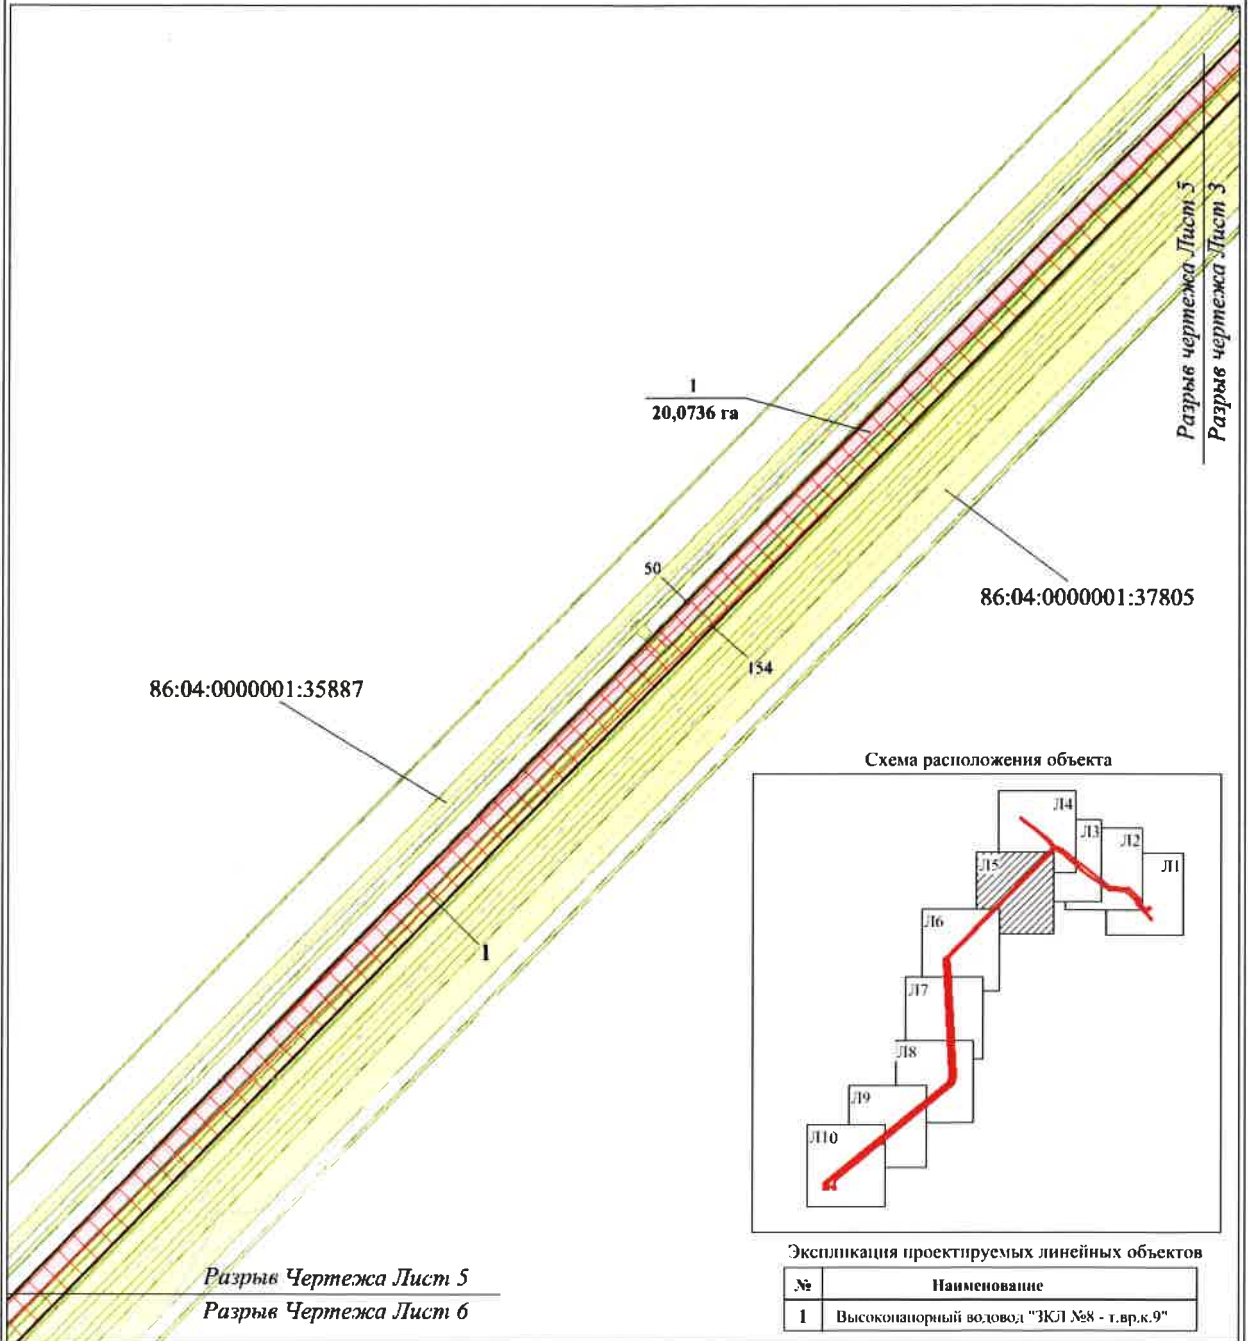 Разрыв чертежа Лист 5
Разрыв чертежа Лист 3
1
20,0736 га
50
154
86:04:0000001:37805
86:04:0000001:35887
1
Схема расположения объекта
Л4
Л3
Л2
Л1
Л5
Л6
Л7
Л8
Л9
Л10
Разрыв Чертежа Лист 5
Разрыв Чертежа Лист 6
Экспликация проектируемых линейных объектов
№ Наименование
1 Высоконапорный водовод "ЗКЛ №8 - т.вр.к.9"